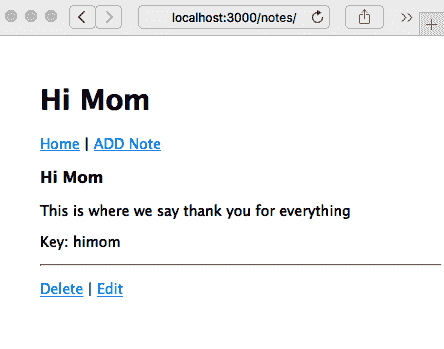 localhost:3000/notes/
Hi Mom
Home | ADD Note
Hi Mom
This is where we say thank you for everything
Key: himom
Delete | Edit